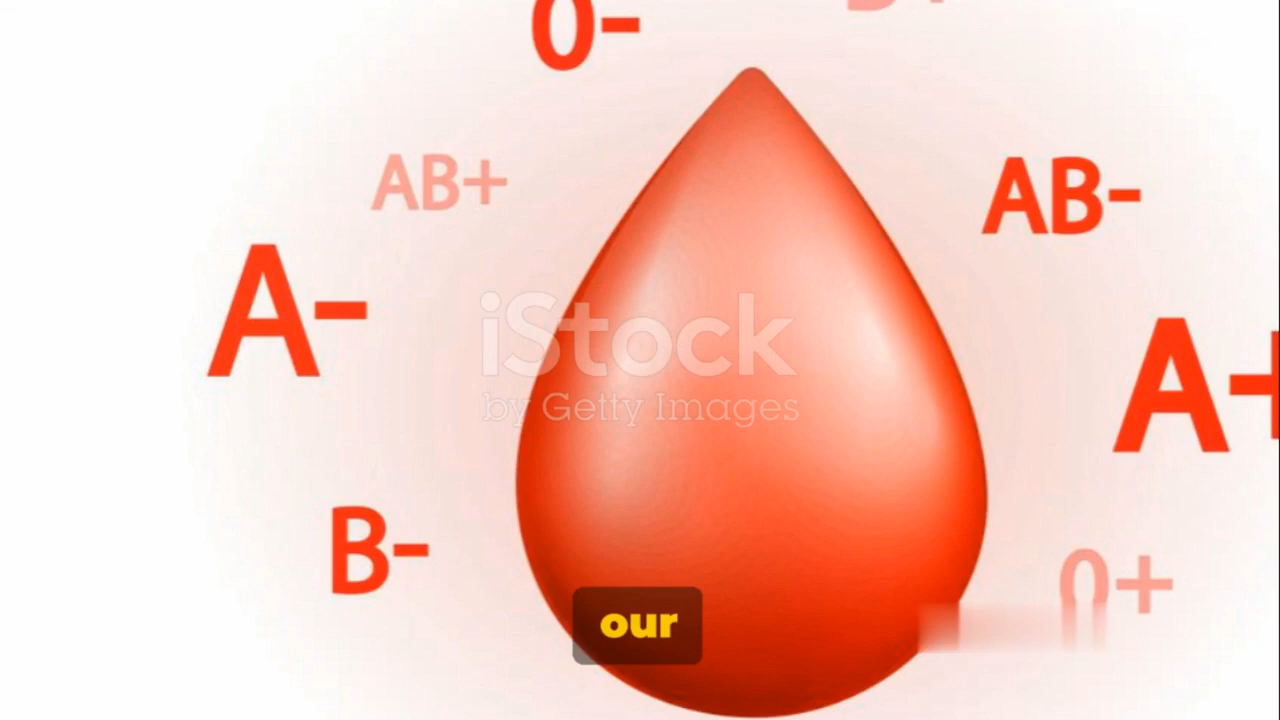 O-
AB+
AB-
A-
A+
iStock
by Getty Images
B-
O+
our